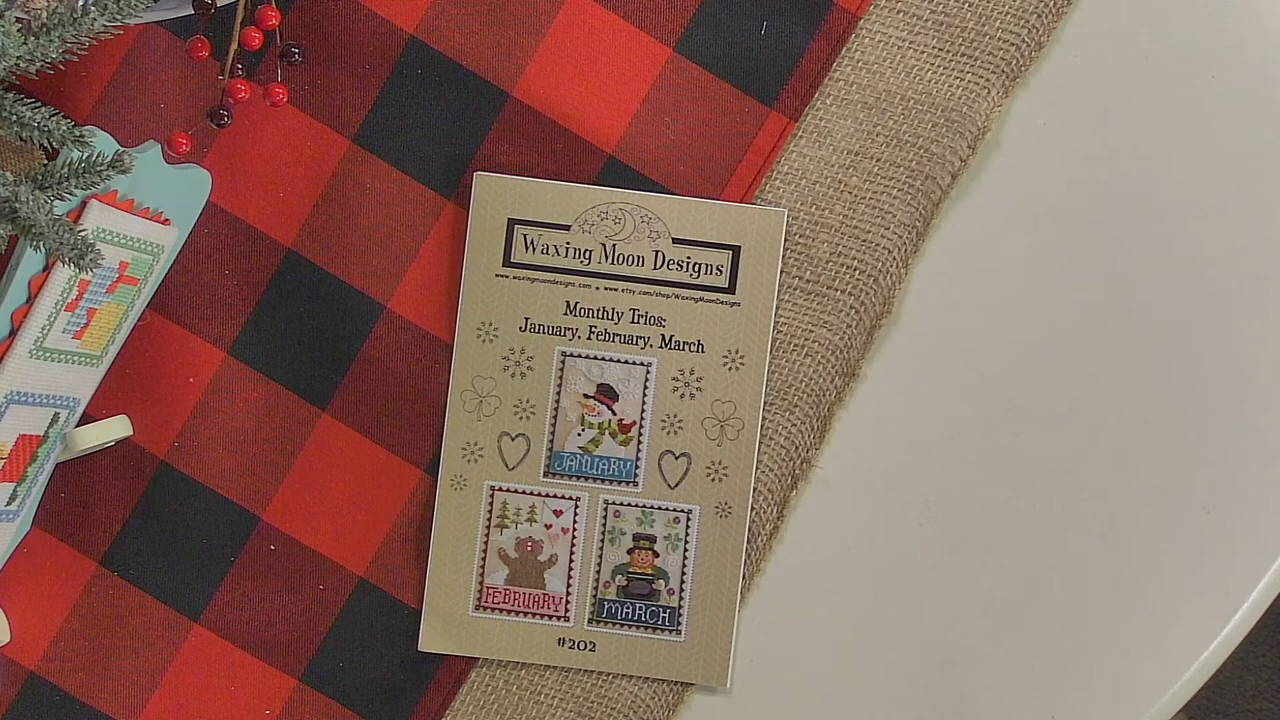 Waxing Moon Designs
www.waxingmoondesigns.com • www.etsy.com/shop/WaxingMoonDesigns
Monthly Trios:
January, February, March
JANUARY
FEBRUARY
MARCH
#202